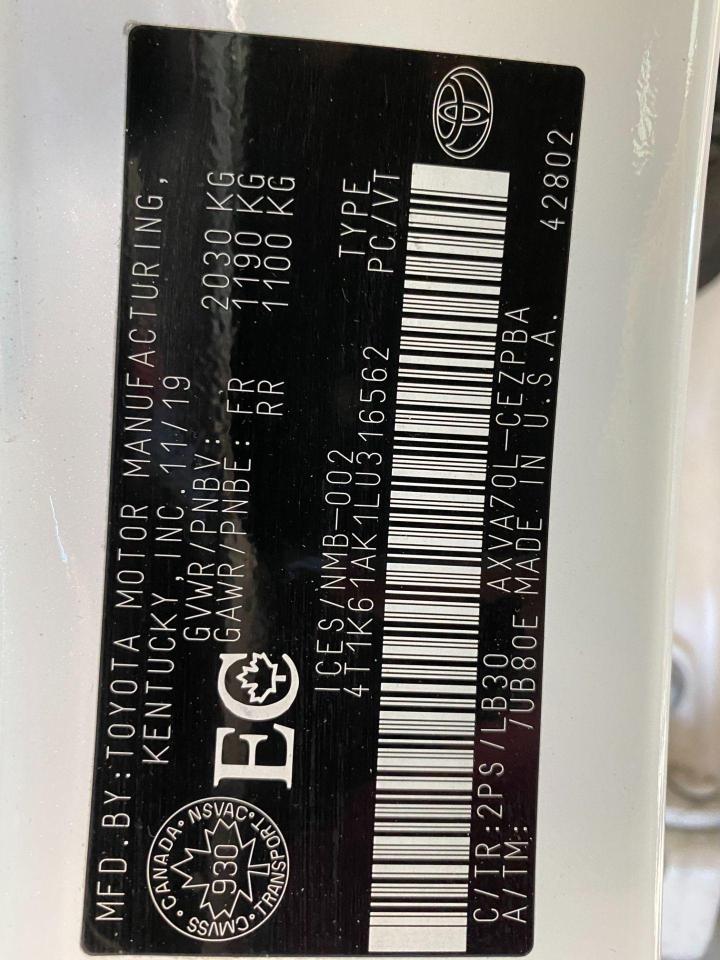 MFD.BY:TOYOTA MOTOR MANUFACTURING,
KENTUCKY, INC. 11/19
GVWR/PNBV: 2030 KG
GAWR/PNBE: FR 1190 KG
RR 1100 KG
CANADA • NSVAC • TRANSPORT • CMVSS •
930
EC
ICES/NMB-002 TYPE
4T1K61AK1LU316562 PC/VT
C/TR:2PS/LB30 AXVA70L-CEZPBA
A/TM: /UB80E MADE IN U.S.A.
42802